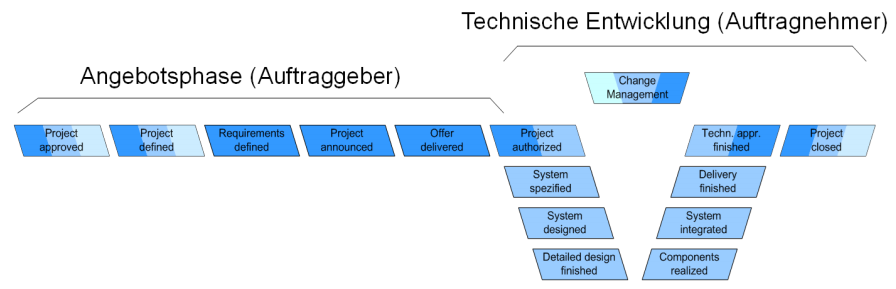 Technische Entwicklung (Auftragnehmer)
Angebotsphase (Auftraggeber)
Change
Management
Project
approved
Project
defined
Requirements
defined
Project
announced
Offer
delivered
Project
authorized
Techn. appr.
finished
Project
closed
System
spezified
Delivery
finished
System
designed
System
integrated
Detailed design
finished
Components
realized